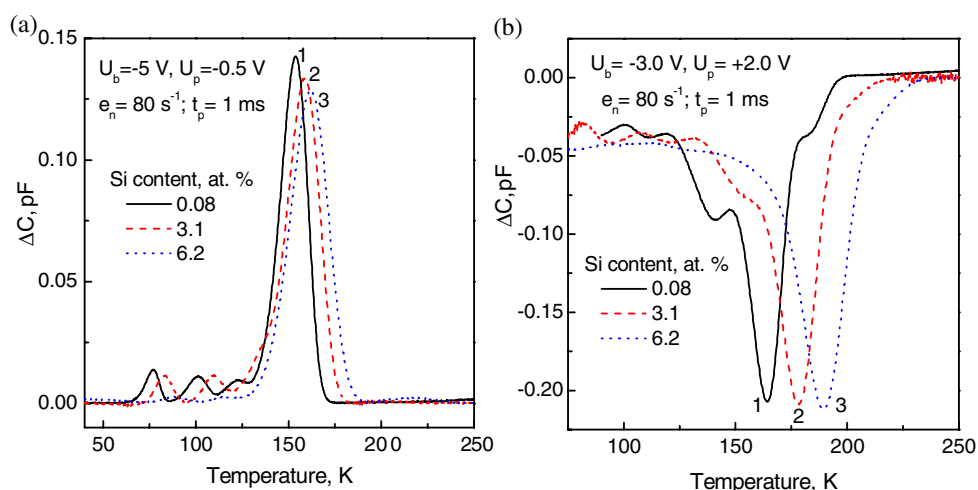 (a)
0.15
0.10
0.05
0.00
ΔC,pF
U_b=-5 V, U_p=-0.5 V
e_n= 80 s⁻¹; t_p= 1 ms
Si content, at. %
0.08
3.1
6.2
1
2
3
50 100 150 200 250
Temperature, K
(b)
0.00
-0.05
-0.10
-0.15
-0.20
ΔC, pF
U_b= -3.0 V, U_p= +2.0 V
e_n= 80 s⁻¹; t_p= 1 ms
Si content, at. %
0.08
3.1
6.2
1
2
3
100 150 200 250
Temperature, K